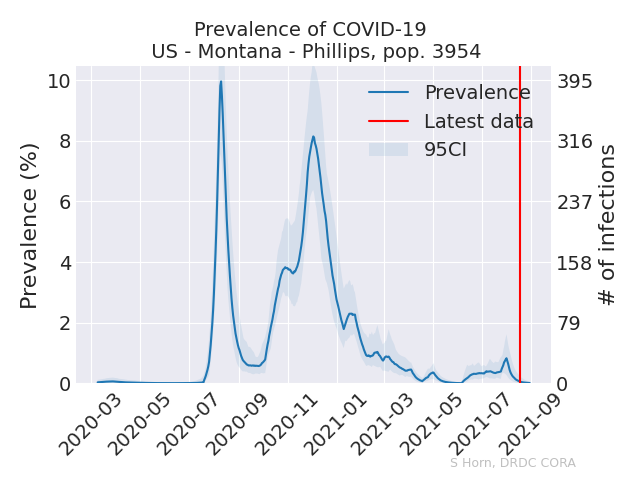 Prevalence of COVID-19
US - Montana - Phillips, pop. 3954
Prevalence (%)
10
8
6
4
2
0
Prevalence
Latest data
95CI
395
316
237
158
79
0
# of infections
2020-03
2020-05
2020-07
2020-09
2020-11
2021-01
2021-03
2021-05
2021-07
2021-09
S Horn, DRDC CORA